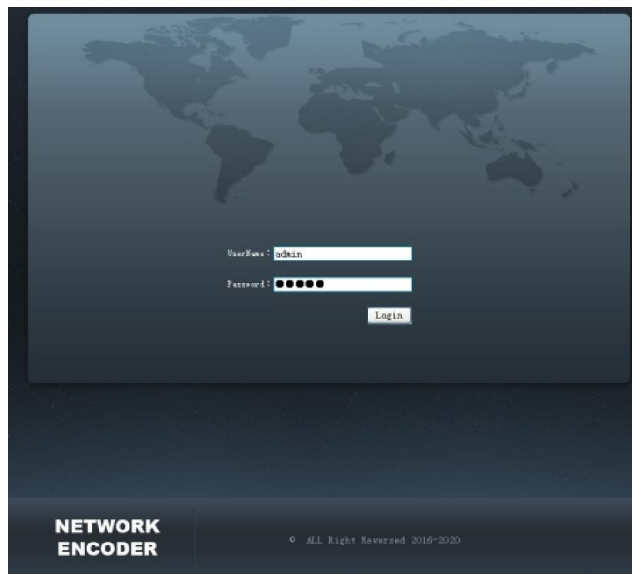 UserName: admin
Password: ●●●●●
Login
NETWORK
ENCODER
© ALL Right Reversed 2016-2020